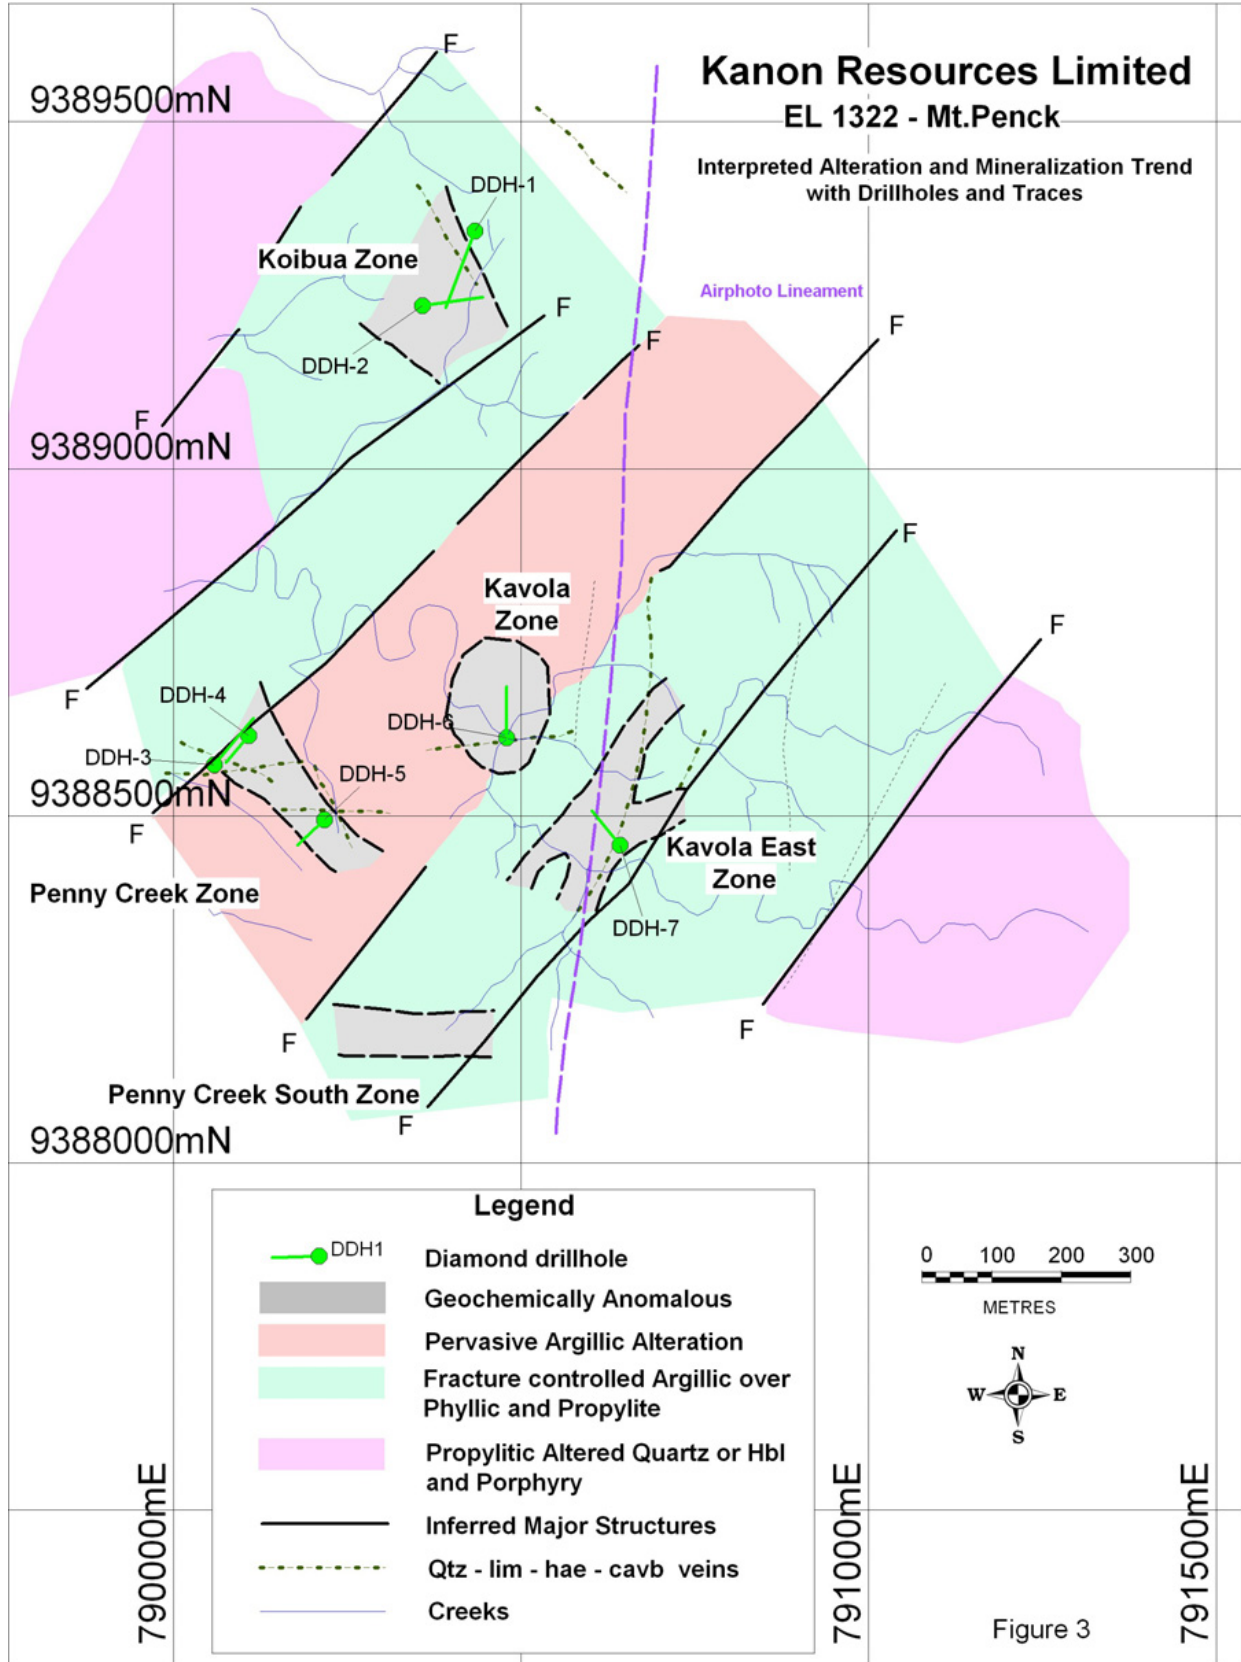 Kanon Resources Limited
EL 1322 - Mt.Penck
Interpreted Alteration and Mineralization Trend
with Drillholes and Traces
9389500mN
F
DDH-1
Koibua Zone
Airphoto Lineament
F
F
F
DDH-2
F
9389000mN
F
Kavola
Zone
F
F
DDH-4
DDH-6
DDH-3
DDH-5
9388500mN
F
Kavola East
Zone
Penny Creek Zone
DDH-7
F
F
Penny Creek South Zone
F
9388000mN
Legend
DDH1
Diamond drillhole
Geochemically Anomalous
Pervasive Argillic Alteration
Fracture controlled Argillic over
Phyllic and Propylite
Propylitic Altered Quartz or Hbl
and Porphyry
Inferred Major Structures
Qtz - lim - hae - cavb veins
Creeks
0 100 200 300
METRES
N
W E
S
790000mE
791000mE
791500mE
Figure 3